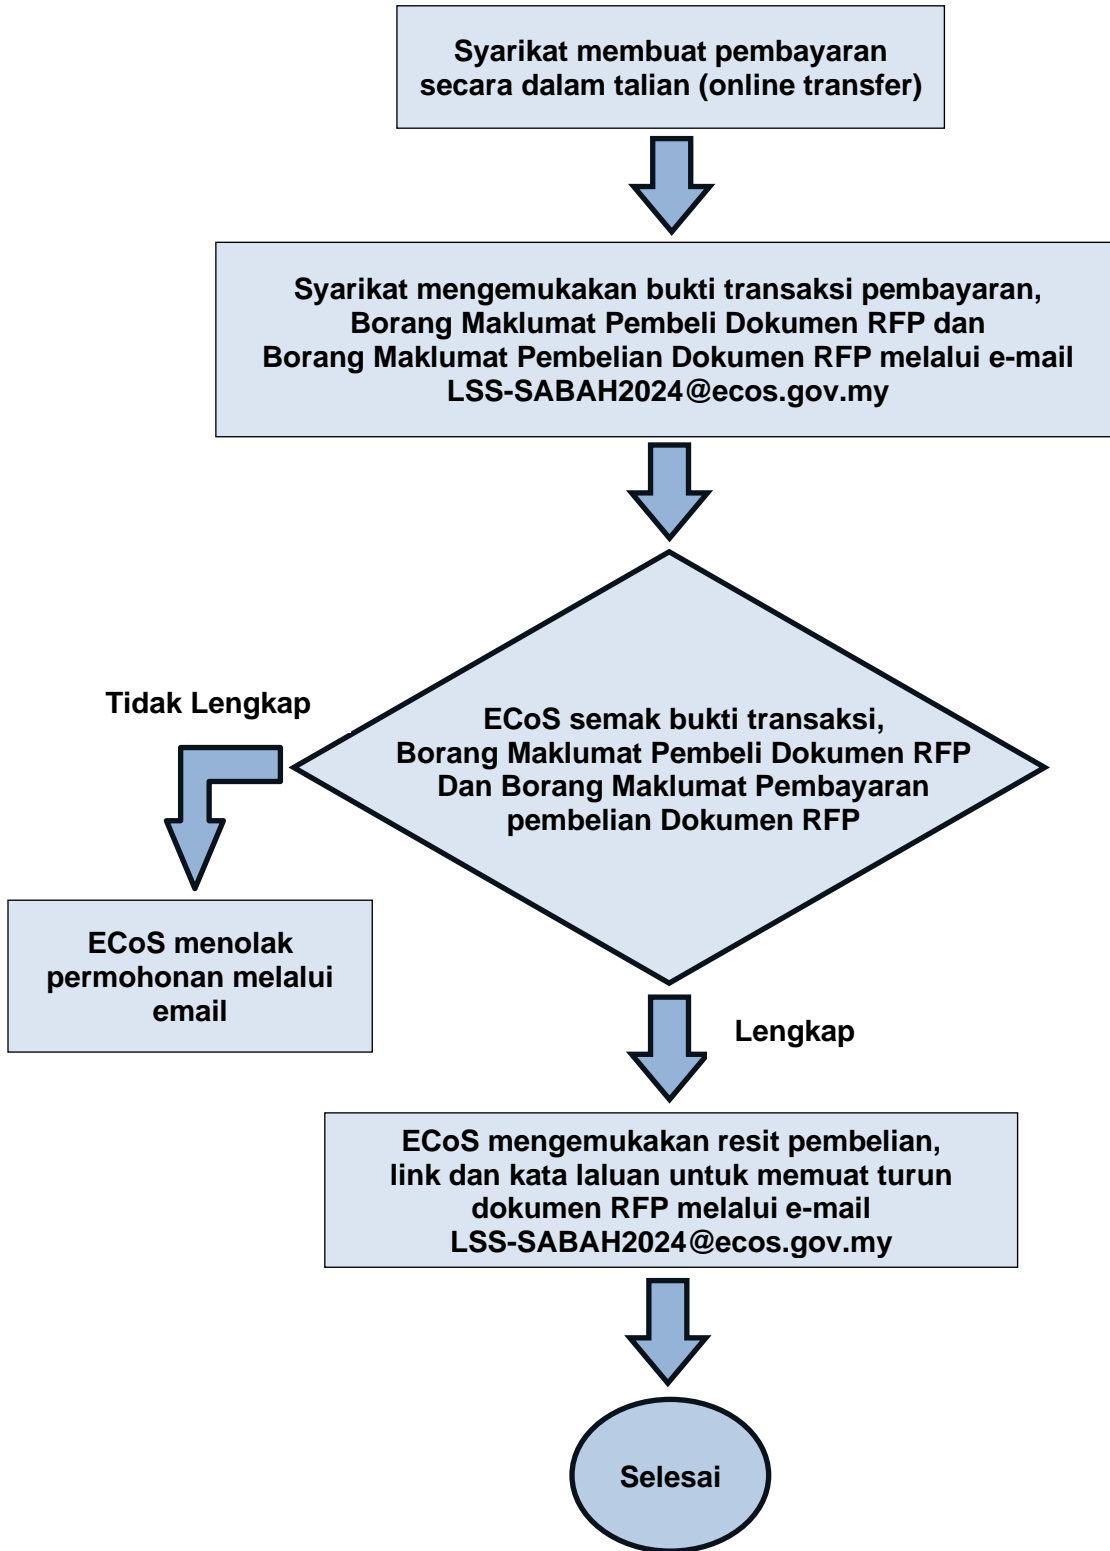 Syarikat membuat pembayaran
secara dalam talian (online transfer)
Syarikat mengemukakan bukti transaksi pembayaran,
Borang Maklumat Pembeli Dokumen RFP dan
Borang Maklumat Pembelian Dokumen RFP melalui e-mail
LSS-SABAH2024@ecos.gov.my
Tidak Lengkap
ECoS semak bukti transaksi,
Borang Maklumat Pembeli Dokumen RFP
Dan Borang Maklumat Pembayaran
pembelian Dokumen RFP
ECoS menolak
permohonan melalui
email
Lengkap
ECoS mengemukakan resit pembelian,
link dan kata laluan untuk memuat turun
dokumen RFP melalui e-mail
LSS-SABAH2024@ecos.gov.my
Selesai